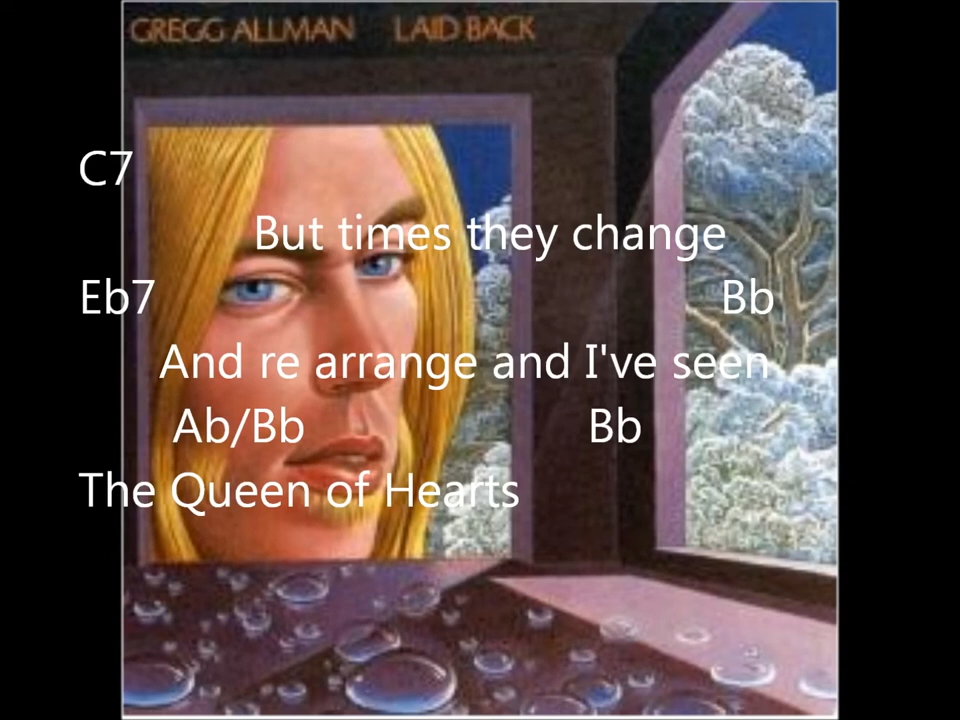 GREGG ALLMAN LAID BACK
C7
But times they change
Eb7 Bb
And re arrange and I've seen
Ab/Bb Bb
The Queen of Hearts